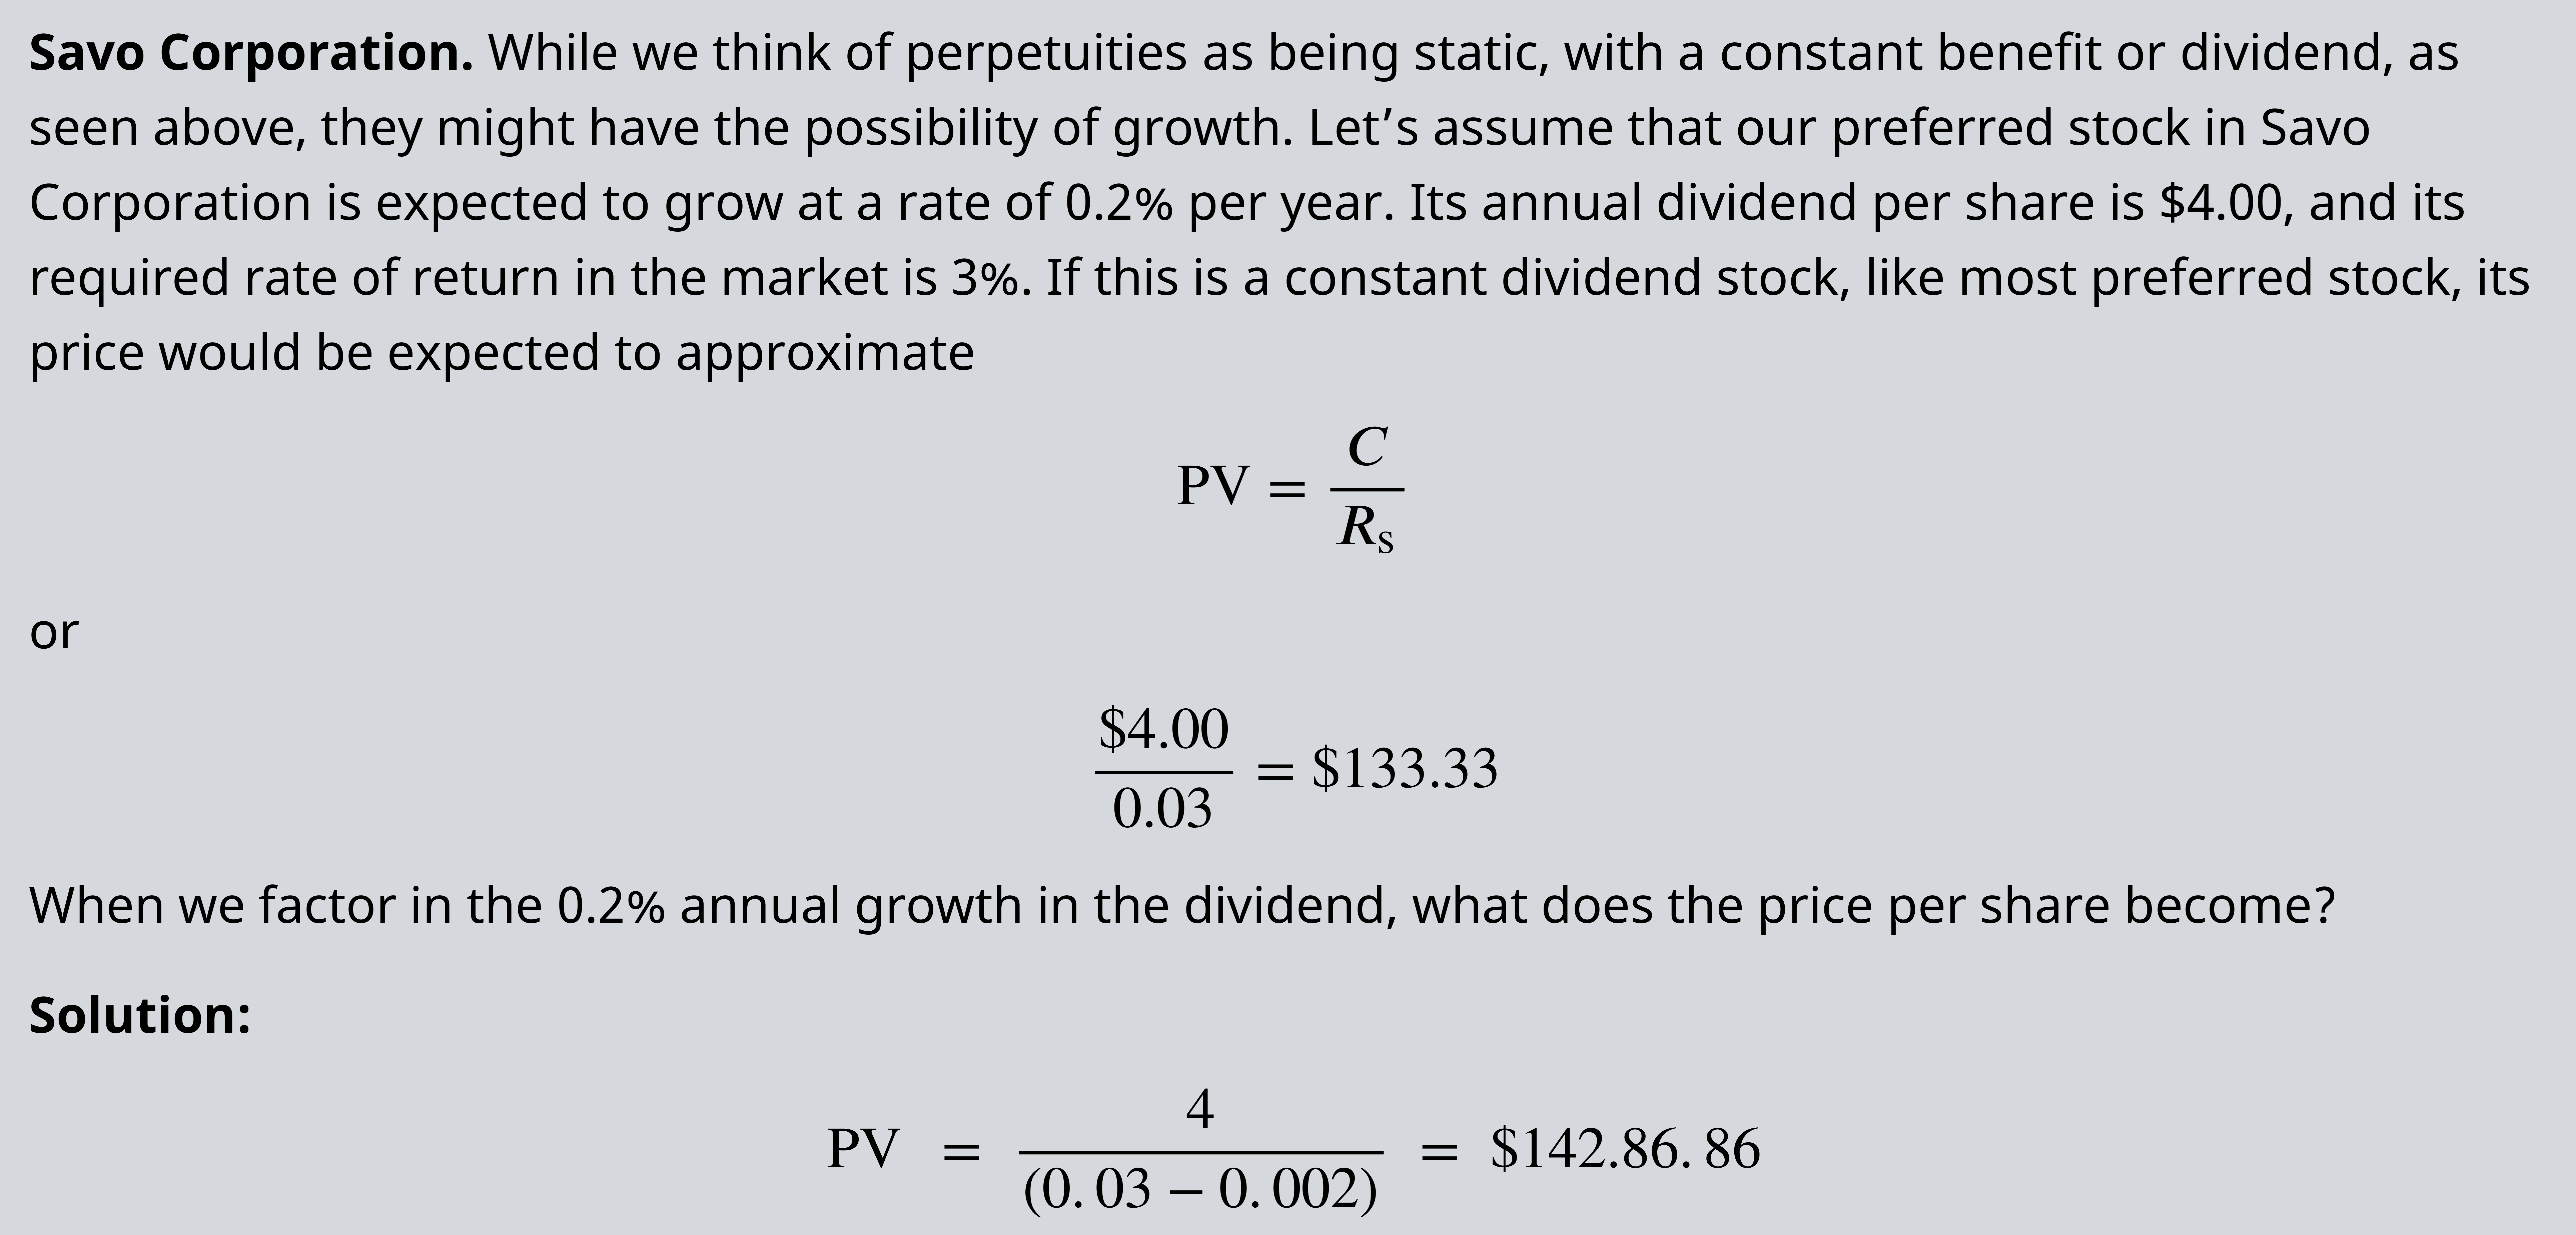 Savo Corporation. While we think of perpetuities as being static, with a constant benefit or dividend, as
seen above, they might have the possibility of growth. Let’s assume that our preferred stock in Savo
Corporation is expected to grow at a rate of 0.2% per year. Its annual dividend per share is $4.00, and its
required rate of return in the market is 3%. If this is a constant dividend stock, like most preferred stock, its
price would be expected to approximate
PV = C / Rs
or
$4.00 / 0.03 = $133.33
When we factor in the 0.2% annual growth in the dividend, what does the price per share become?
Solution:
PV = 4 / (0. 03 − 0. 002) = $142.86. 86